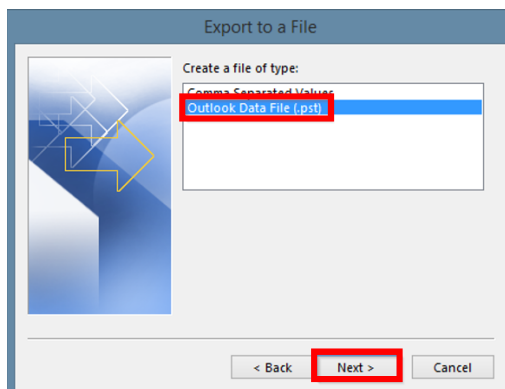 Export to a File
Create a file of type:
Comma Separated Values
Outlook Data File (.pst)
< Back Next > Cancel